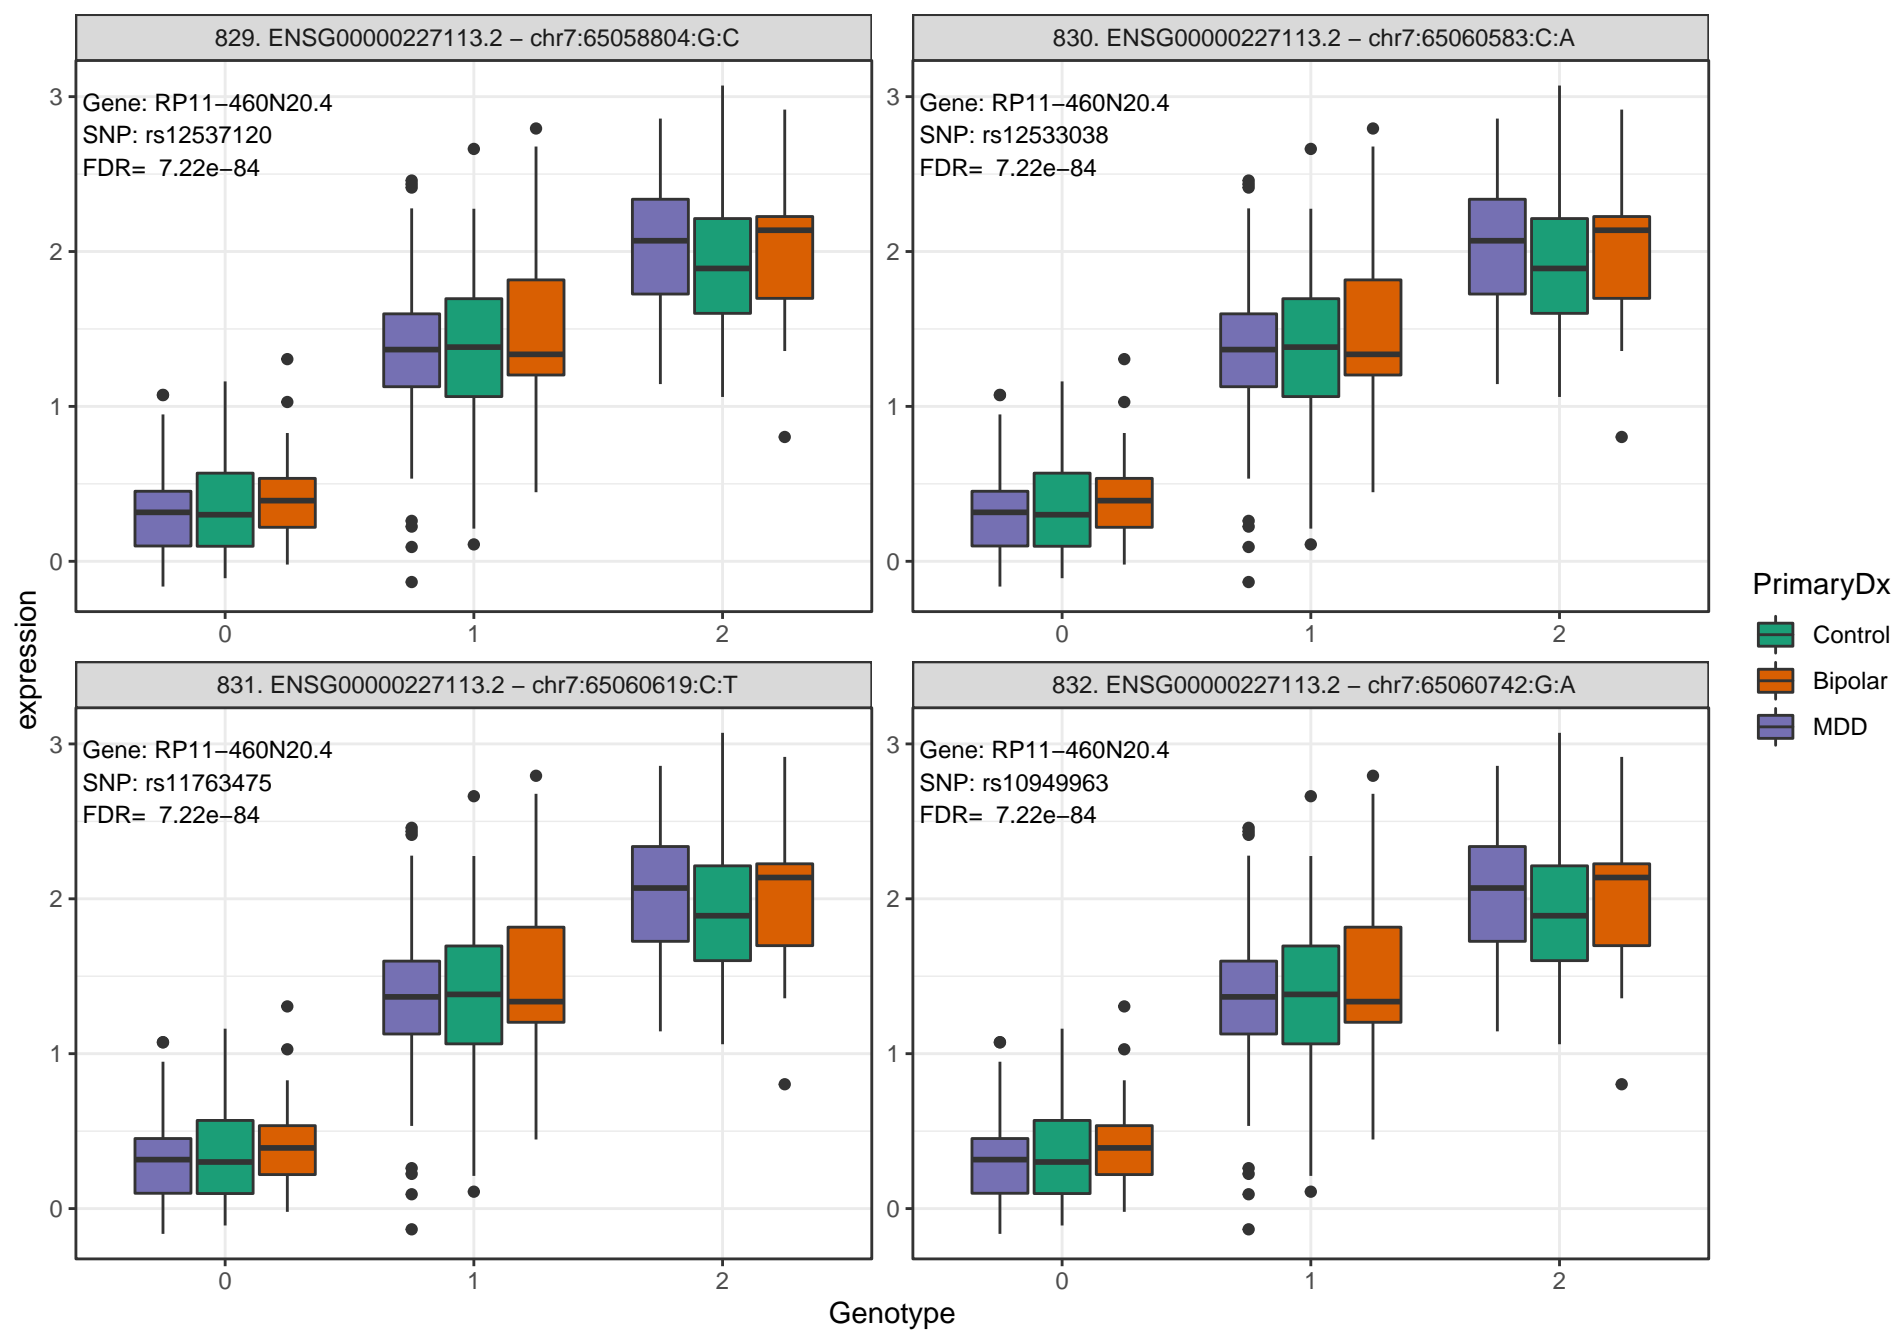 829. ENSG00000227113.2 − chr7:65058804:G:C
830. ENSG00000227113.2 − chr7:65060583:C:A
Gene: RP11−460N20.4
SNP: rs12537120
FDR= 7.22e−84
Gene: RP11−460N20.4
SNP: rs12533038
FDR= 7.22e−84
3
2
1
0
3
2
1
0
0 1 2
0 1 2
831. ENSG00000227113.2 − chr7:65060619:C:T
832. ENSG00000227113.2 − chr7:65060742:G:A
Gene: RP11−460N20.4
SNP: rs11763475
FDR= 7.22e−84
Gene: RP11−460N20.4
SNP: rs10949963
FDR= 7.22e−84
3
2
1
0
3
2
1
0
0 1 2
0 1 2
expression
Genotype
PrimaryDx
Control
Bipolar
MDD